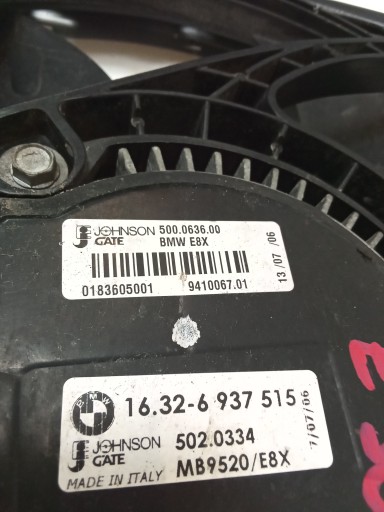 JOHNSON GATE 500.0636.00
BMW E8X
0183605001 9410067.01
13/07 /06
BMW 16.32-6 937 515
JOHNSON GATE 502.0334
MADE IN ITALY MB9520/E8X
/07/06